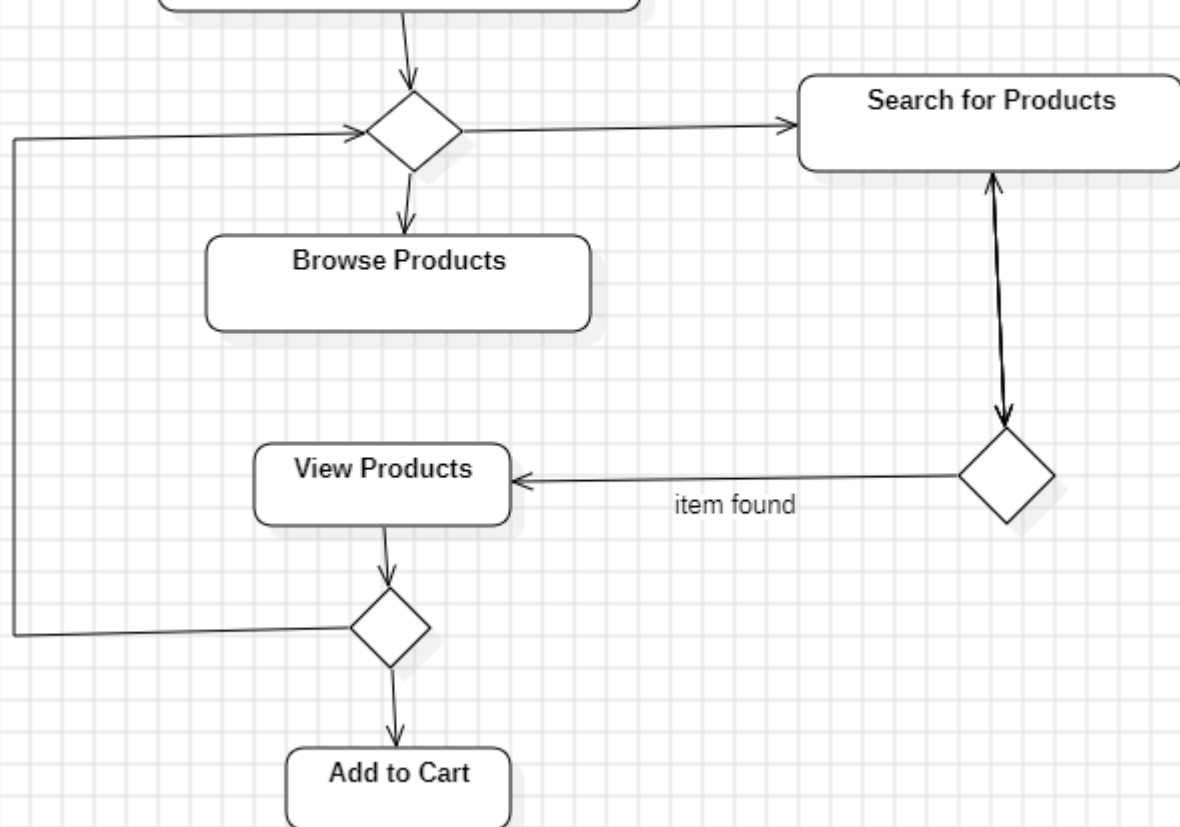 Search for Products
Browse Products
View Products
item found
Add to Cart